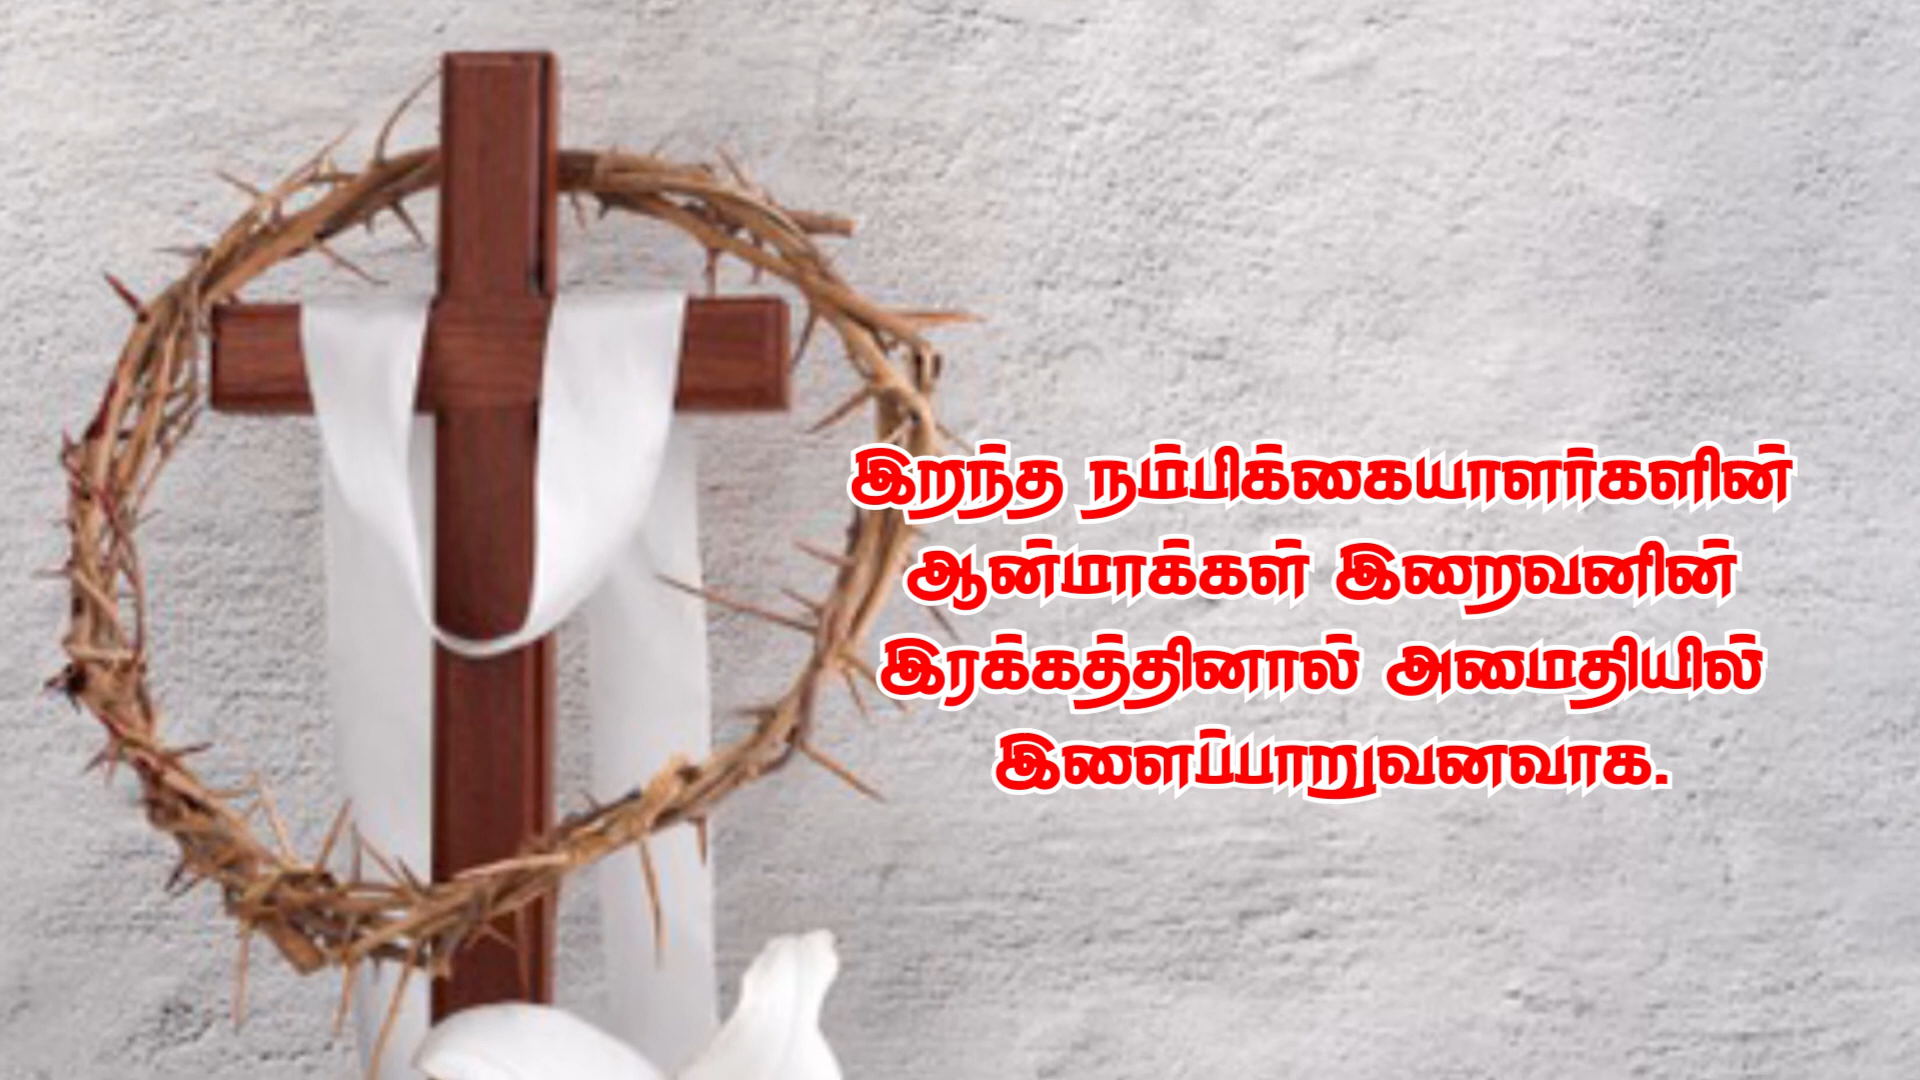 இறந்த நம்பிக்கையாளர்களின்
ஆன்மாக்கள் இறைவனின்
இரக்கத்தினால் அமைதியில்
இளைப்பாறுவனவாக.